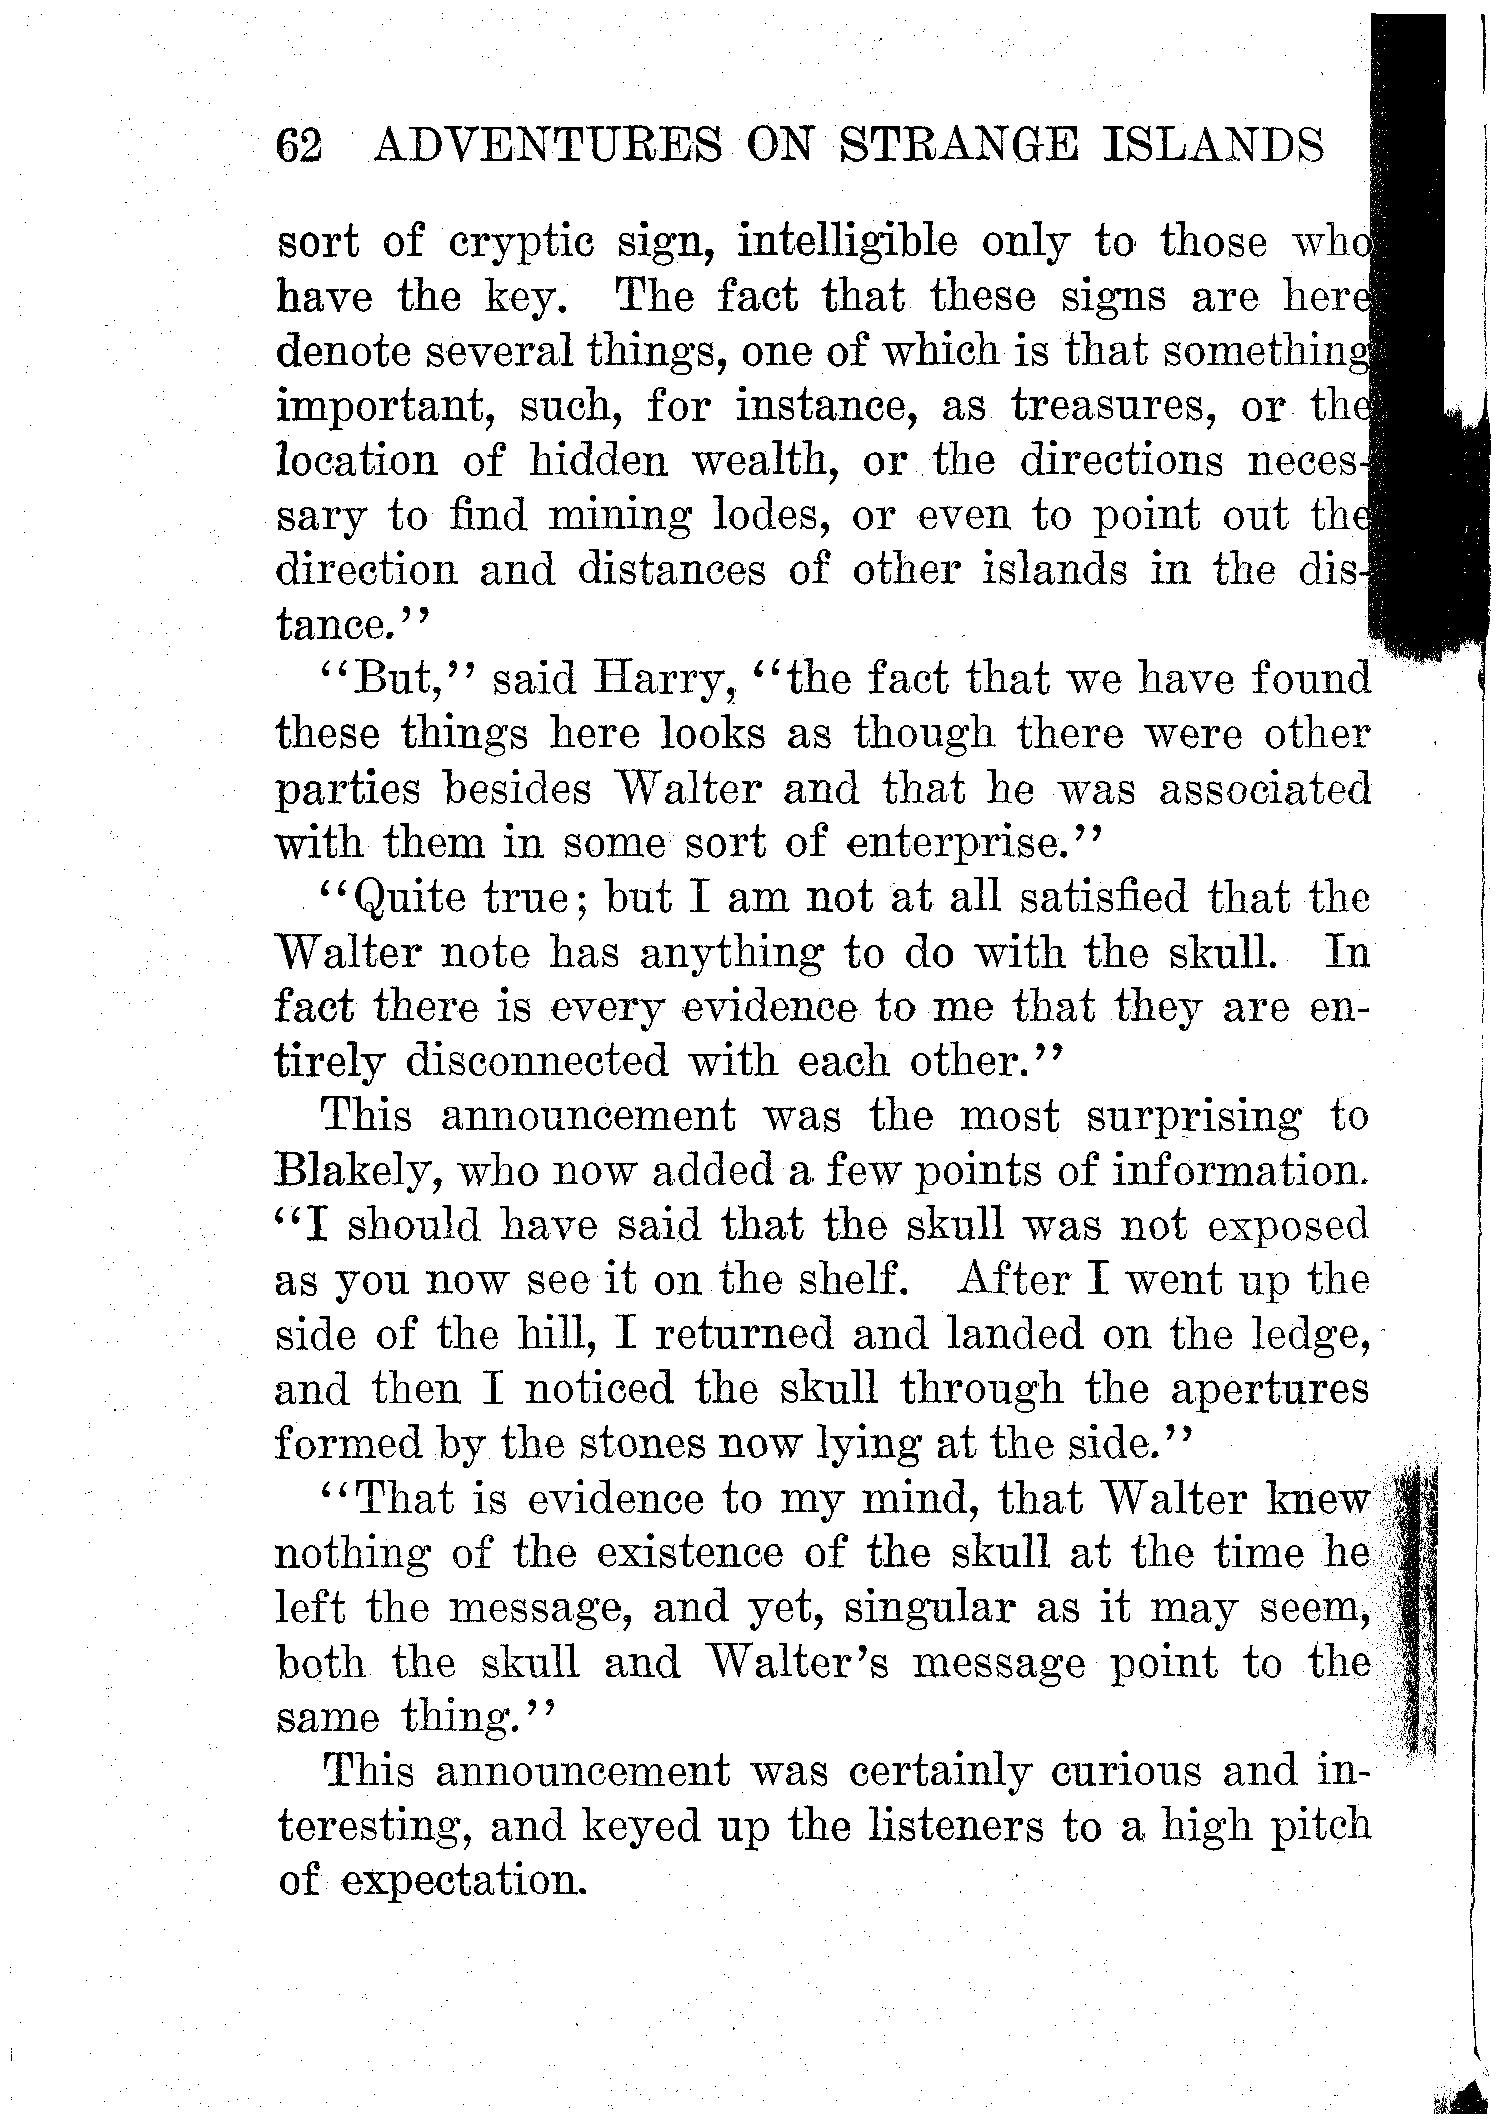 62 ADVENTURES ON STRANGE ISLANDS
sort of cryptic sign, intelligible only to those who
have the key. The fact that these signs are here
denote several things, one of which is that something
important, such, for instance, as treasures, or the
location of hidden wealth, or the directions neces-
sary to find mining lodes, or even to point out the
direction and distances of other islands in the dis-
tance.''
"But,'' said Harry, "the fact that we have found
these things here looks as though there were other
parties besides Walter and that he was associated
with them in some sort of enterprise.''
"Quite true; but I am not at all satisfied that the
Walter note has anything to do with the skull. In
fact there is every evidence to me that they are en-
tirely disconnected with each other.''
This announcement was the most surprising to
Blakely, who now added a few points of information.
"I should have said that the skull was not exposed
as you now see it on the shelf. After I went up the
side of the hill, I returned and landed on the ledge,
and then I noticed the skull through the apertures
formed by the stones now lying at the side.''
"That is evidence to my mind, that Walter knew
nothing of the existence of the skull at the time he
left the message, and yet, singular as it may seem,
both the skull and Walter's message point to the
same thing.''
This announcement was certainly curious and in-
teresting, and keyed up the listeners to a high pitch
of expectation.